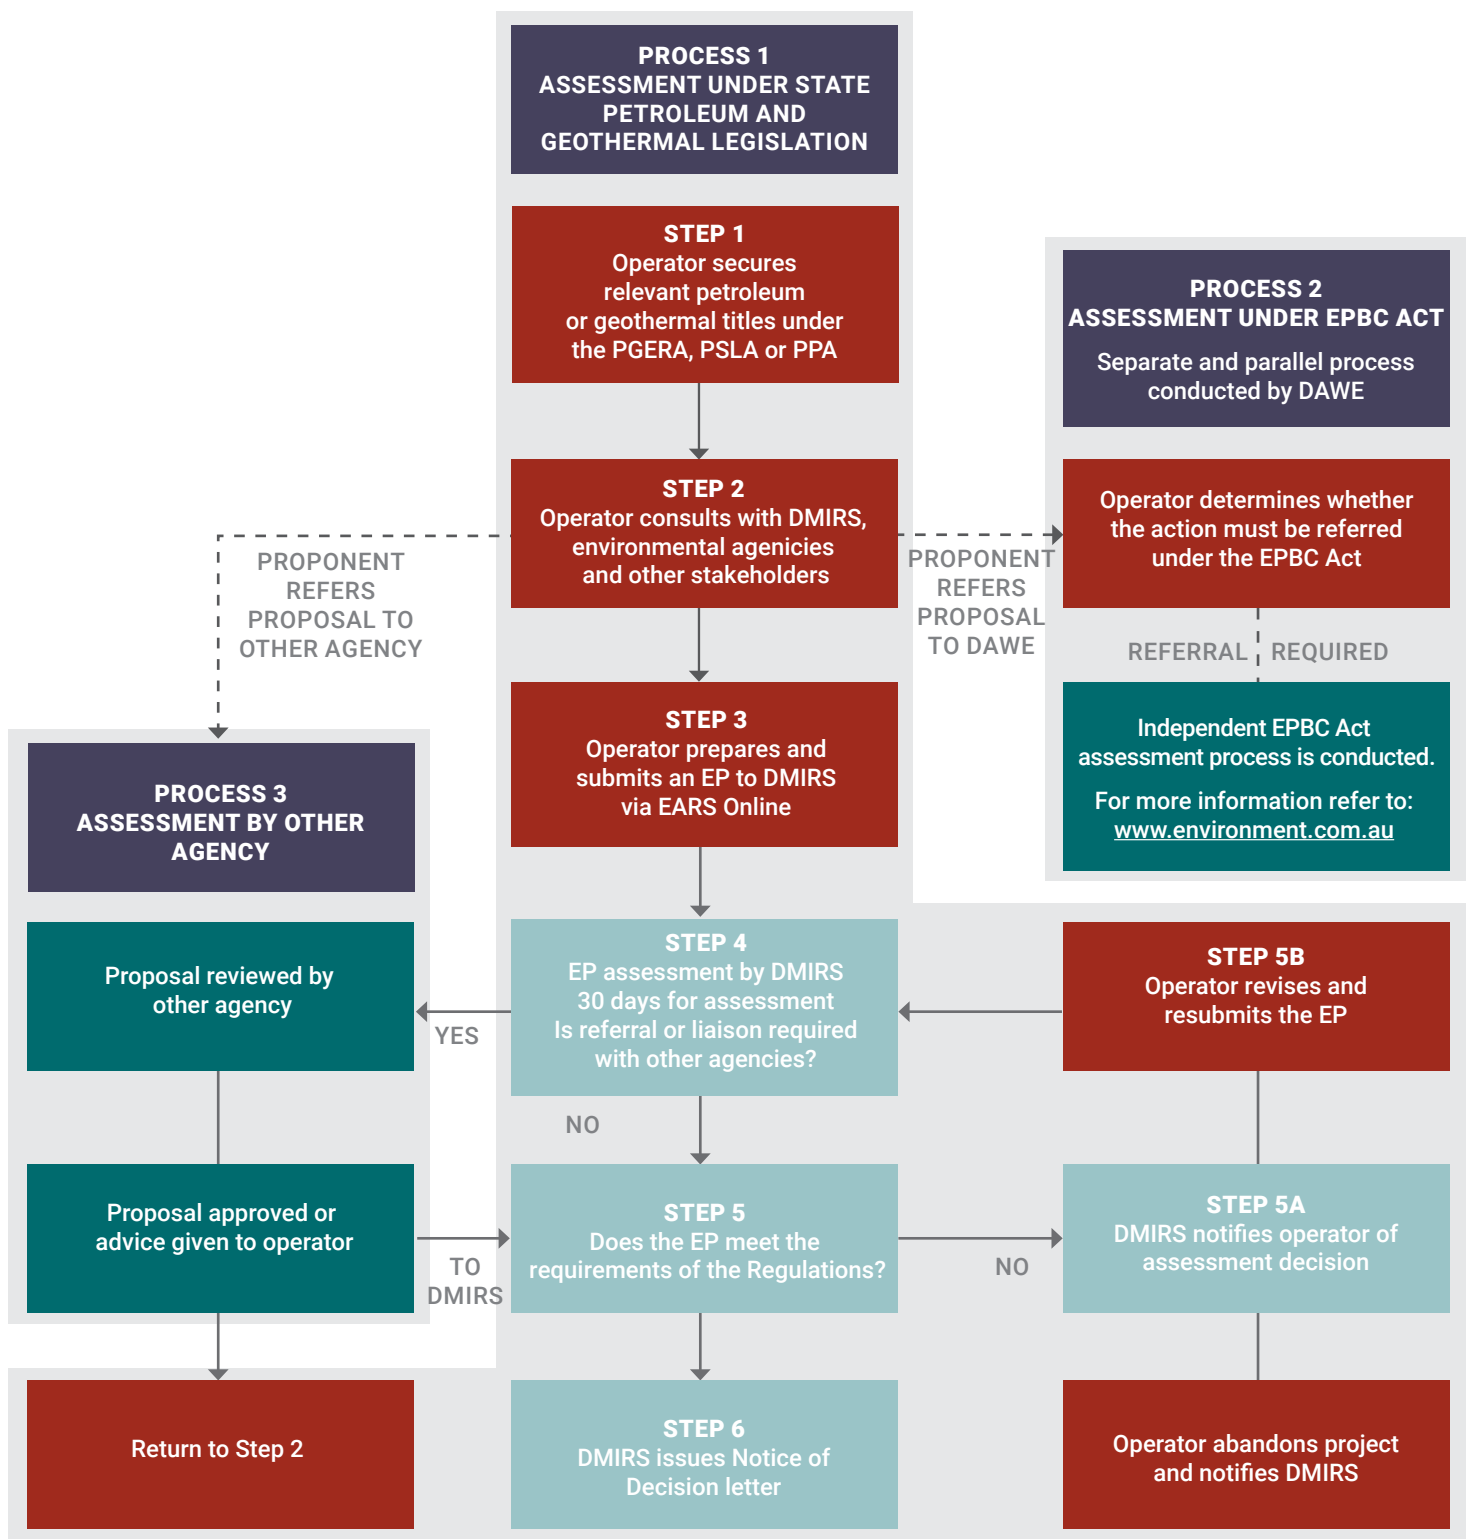 PROCESS 1
ASSESSMENT UNDER STATE
PETROLEUM AND
GEOTHERMAL LEGISLATION
STEP 1
Operator secures
relevant petroleum
or geothermal titles under
the PGERA, PSLA or PPA
STEP 2
Operator consults with DMIRS,
environmental agenicies
and other stakeholders
PROPONENT
REFERS
PROPOSAL TO
OTHER AGENCY
PROPONENT
REFERS
PROPOSAL
TO DAWE
PROCESS 2
ASSESSMENT UNDER EPBC ACT
Separate and parallel process
conducted by DAWE
Operator determines whether
the action must be referred
under the EPBC Act
REFERRAL REQUIRED
Independent EPBC Act
assessment process is conducted.
For more information refer to:
www.environment.com.au
STEP 3
Operator prepares and
submits an EP to DMIRS
via EARS Online
PROCESS 3
ASSESSMENT BY OTHER
AGENCY
Proposal reviewed by
other agency
YES
STEP 4
EP assessment by DMIRS
30 days for assessment
Is referral or liaison required
with other agencies?
NO
STEP 5B
Operator revises and
resubmits the EP
Proposal approved or
advice given to operator
TO
DMIRS
STEP 5
Does the EP meet the
requirements of the Regulations?
NO
STEP 5A
DMIRS notifies operator of
assessment decision
Return to Step 2
STEP 6
DMIRS issues Notice of
Decision letter
Operator abandons project
and notifies DMIRS